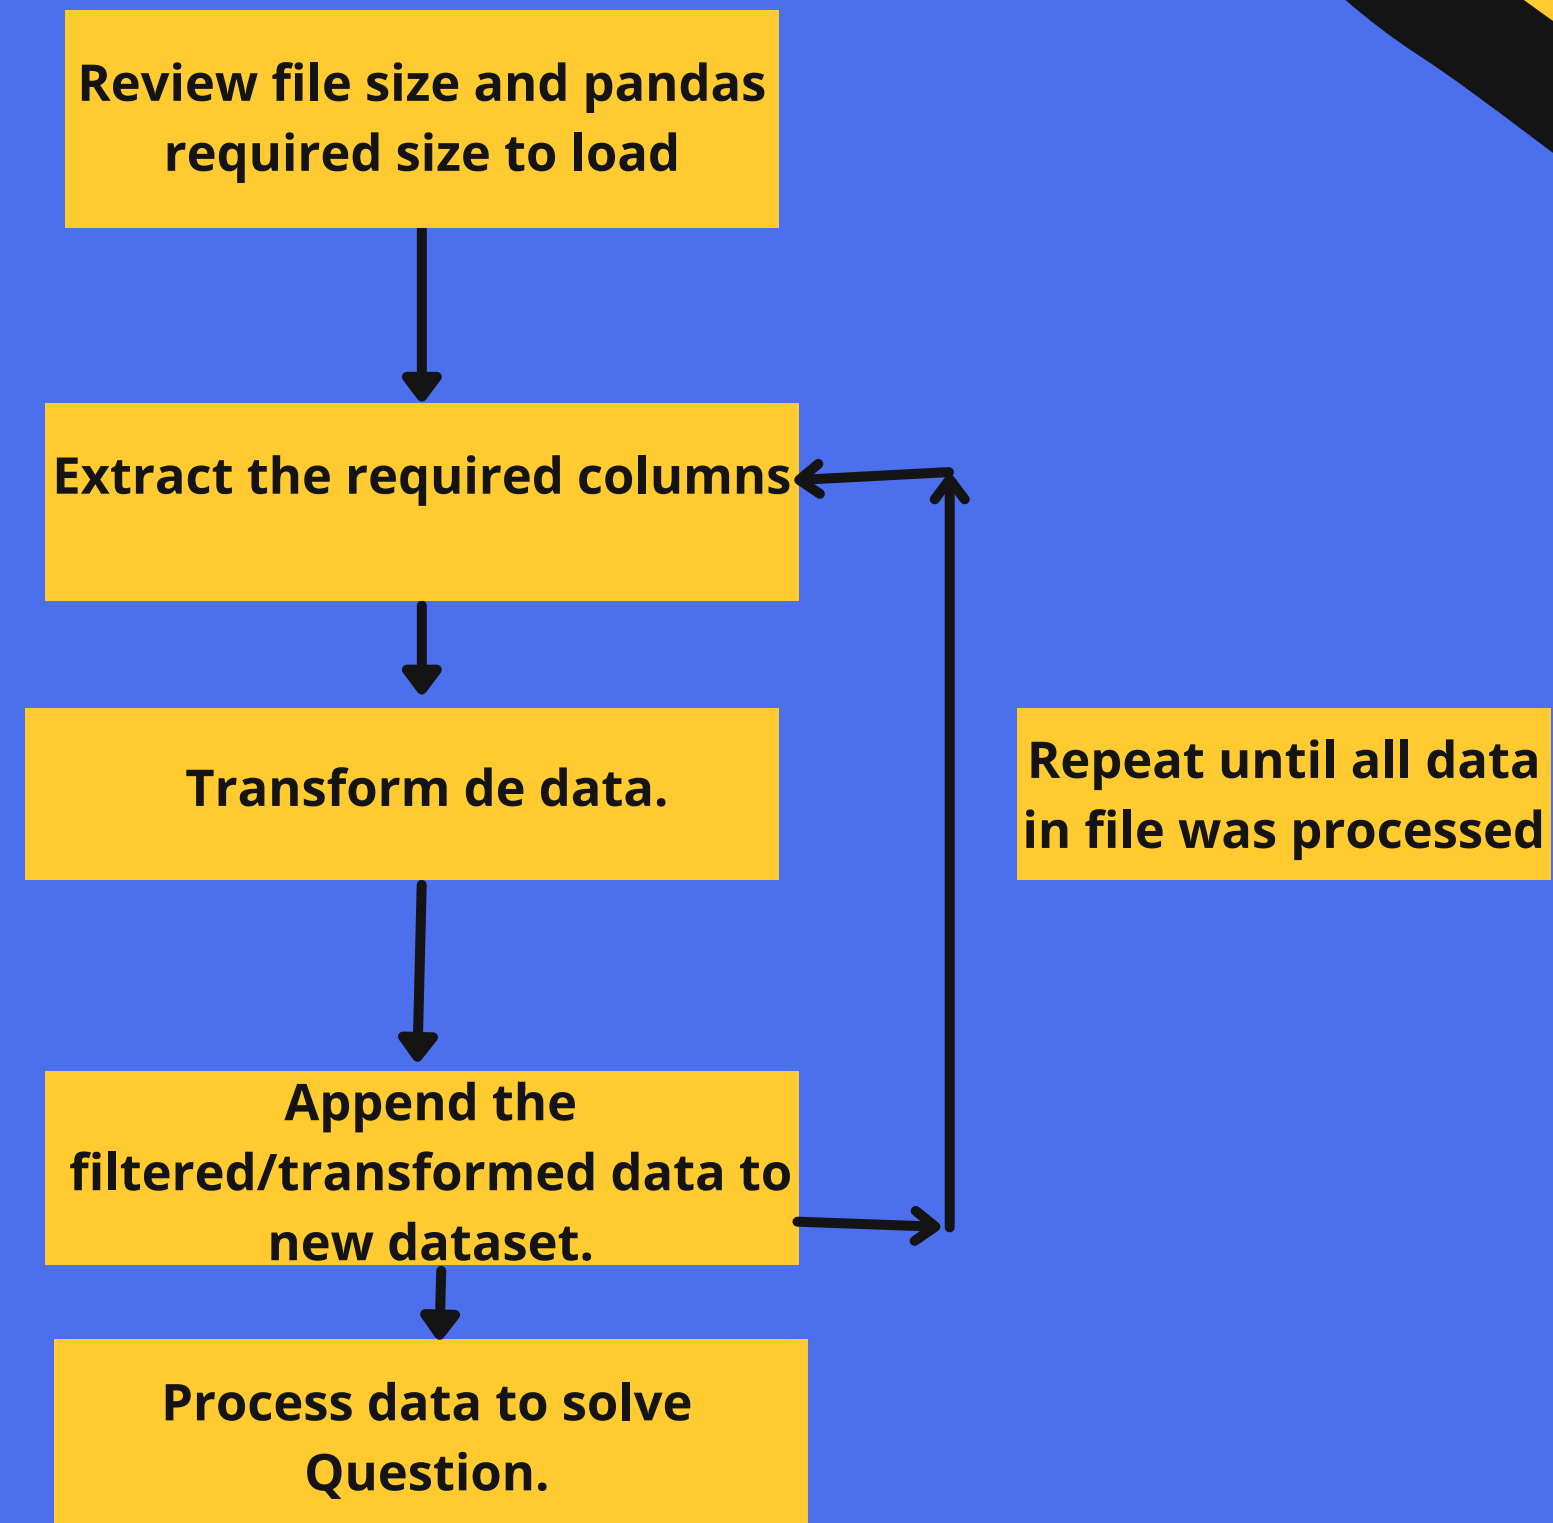 Review file size and pandas
required size to load
Extract the required columns
Transform de data.
Repeat until all data
in file was processed
Append the
filtered/transformed data to
new dataset.
Process data to solve
Question.